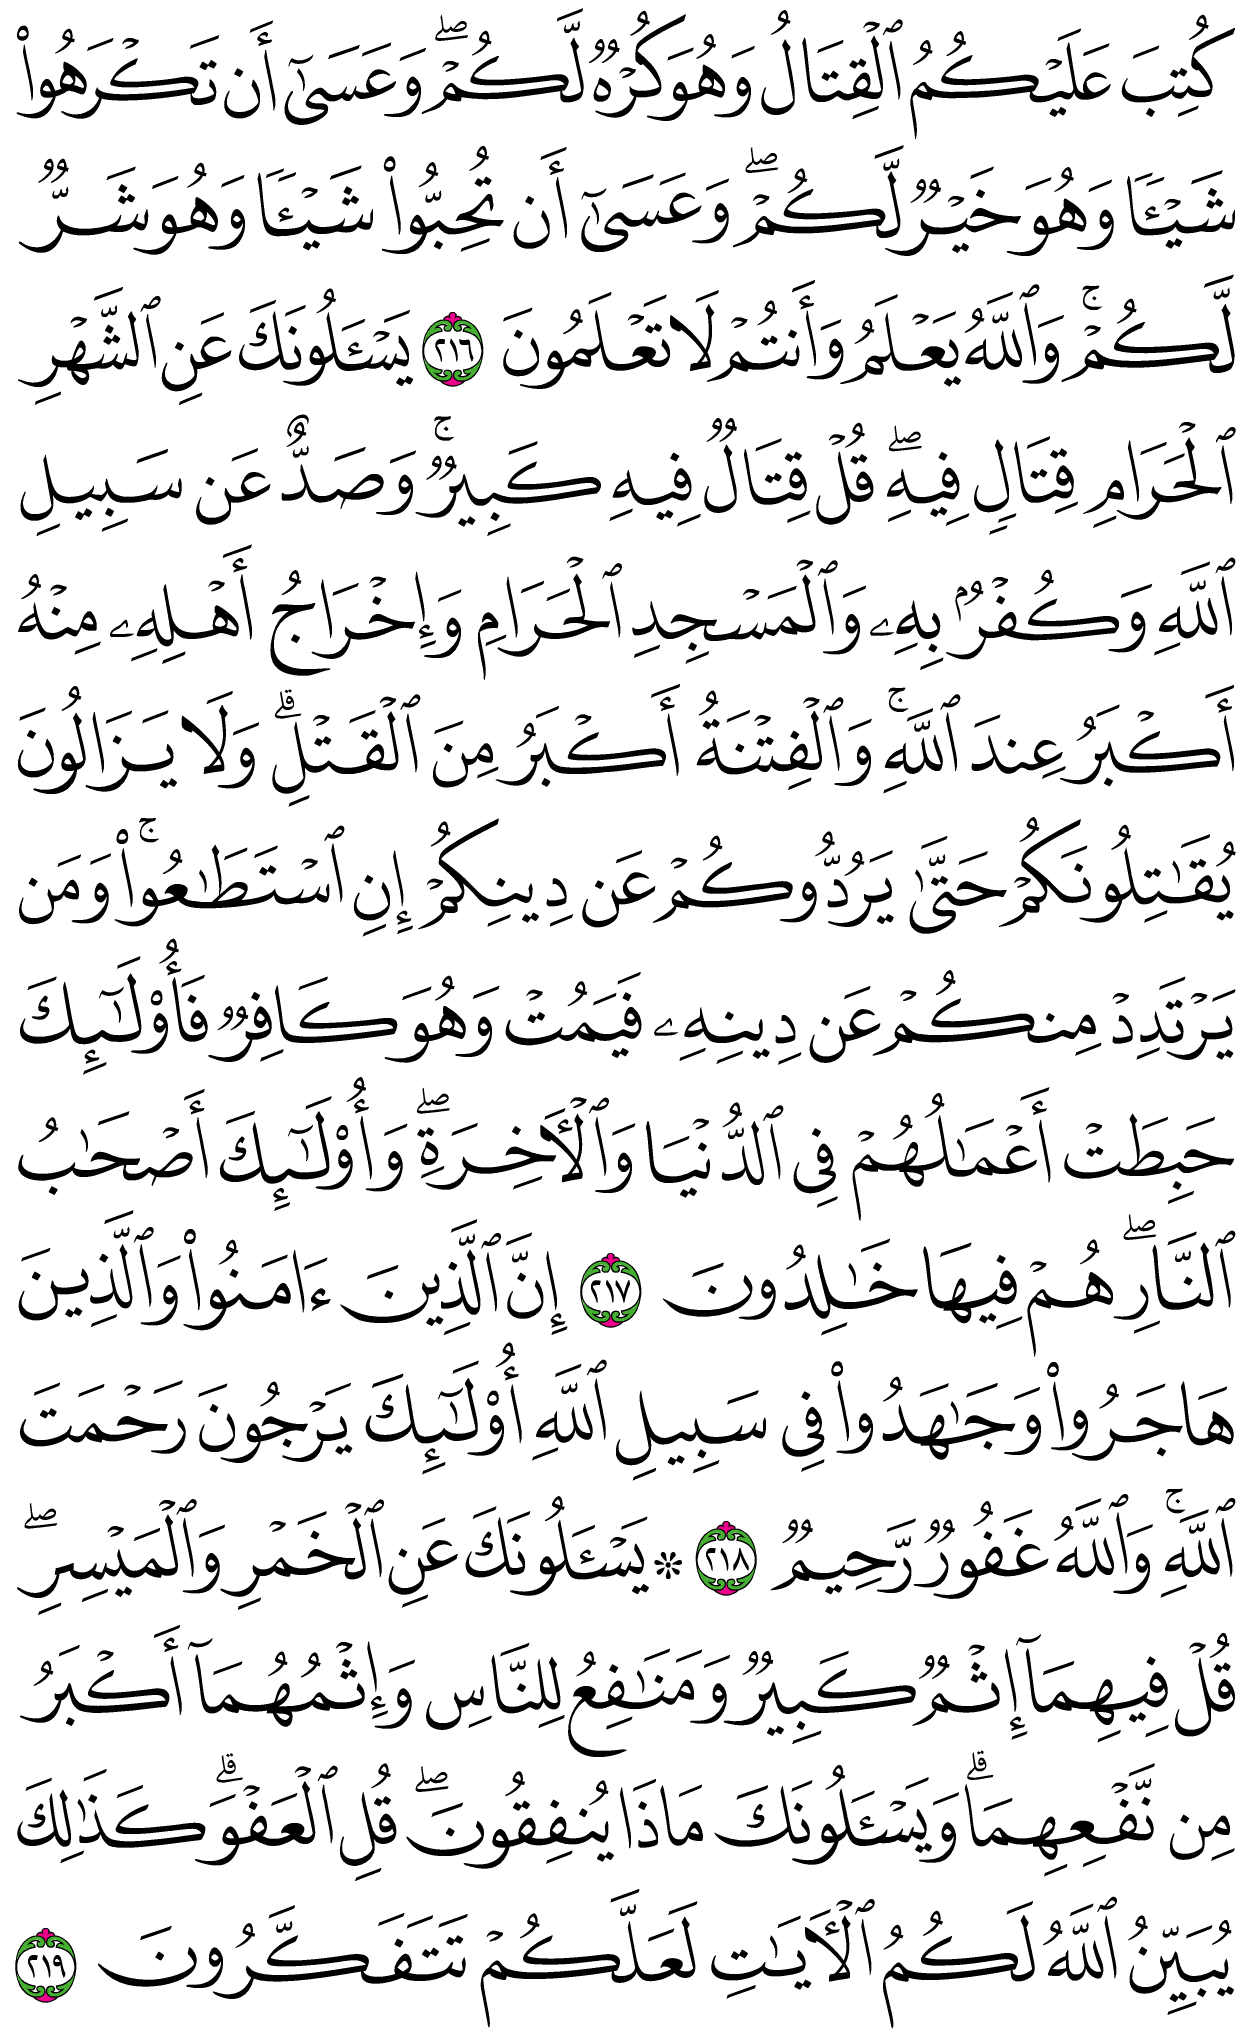 كُتِبَ عَلَيْكُمُ ٱلْقِتَالُ وَهُوَ كُرْهٌ لَّكُمْ ۖ وَعَسَىٰٓ أَن تَكْرَهُوا۟
شَيْـًٔا وَهُوَ خَيْرٌ لَّكُمْ ۖ وَعَسَىٰٓ أَن تُحِبُّوا۟ شَيْـًٔا وَهُوَ شَرٌّ
لَّكُمْ ۗ وَٱللَّهُ يَعْلَمُ وَأَنتُمْ لَا تَعْلَمُونَ ٢١٦ يَسْـَٔلُونَكَ عَنِ ٱلشَّهْرِ
ٱلْحَرَامِ قِتَالٍ فِيهِ ۖ قُلْ قِتَالٌ فِيهِ كَبِيرٌ ۚ وَصَدٌّ عَن سَبِيلِ
ٱللَّهِ وَكُفْرٌۢ بِهِۦ وَٱلْمَسْجِدِ ٱلْحَرَامِ وَإِخْرَاجُ أَهْلِهِۦ مِنْهُ
أَكْبَرُ عِندَ ٱللَّهِ ۚ وَٱلْفِتْنَةُ أَكْبَرُ مِنَ ٱلْقَتْلِ ۗ وَلَا يَزَالُونَ
يُقَـٰتِلُونَكُمْ حَتَّىٰ يَرُدُّوكُمْ عَن دِينِكُمْ إِنِ ٱسْتَطَـٰعُوا۟ ۚ وَمَن
يَرْتَدِدْ مِنكُمْ عَن دِينِهِۦ فَيَمُتْ وَهُوَ كَافِرٌ فَأُو۟لَـٰٓئِكَ
حَبِطَتْ أَعْمَـٰلُهُمْ فِى ٱلدُّنْيَا وَٱلْـَٔاخِرَةِ ۖ وَأُو۟لَـٰٓئِكَ أَصْحَـٰبُ
ٱلنَّارِ ۖ هُمْ فِيهَا خَـٰلِدُونَ ٢١٧ إِنَّ ٱلَّذِينَ ءَامَنُوا۟ وَٱلَّذِينَ
هَاجَرُوا۟ وَجَـٰهَدُوا۟ فِى سَبِيلِ ٱللَّهِ أُو۟لَـٰٓئِكَ يَرْجُونَ رَحْمَتَ
ٱللَّهِ ۚ وَٱللَّهُ غَفُورٌ رَّحِيمٌ ٢١٨ ۞ يَسْـَٔلُونَكَ عَنِ ٱلْخَمْرِ وَٱلْمَيْسِرِ ۖ
قُلْ فِيهِمَآ إِثْمٌ كَبِيرٌ وَمَنَـٰفِعُ لِلنَّاسِ وَإِثْمُهُمَآ أَكْبَرُ
مِن نَّفْعِهِمَا ۗ وَيَسْـَٔلُونَكَ مَاذَا يُنفِقُونَ ۖ قُلِ ٱلْعَفْوَ ۗ كَذَٰلِكَ
يُبَيِّنُ ٱللَّهُ لَكُمُ ٱلْـَٔايَـٰتِ لَعَلَّكُمْ تَتَفَكَّرُونَ ٢١٩